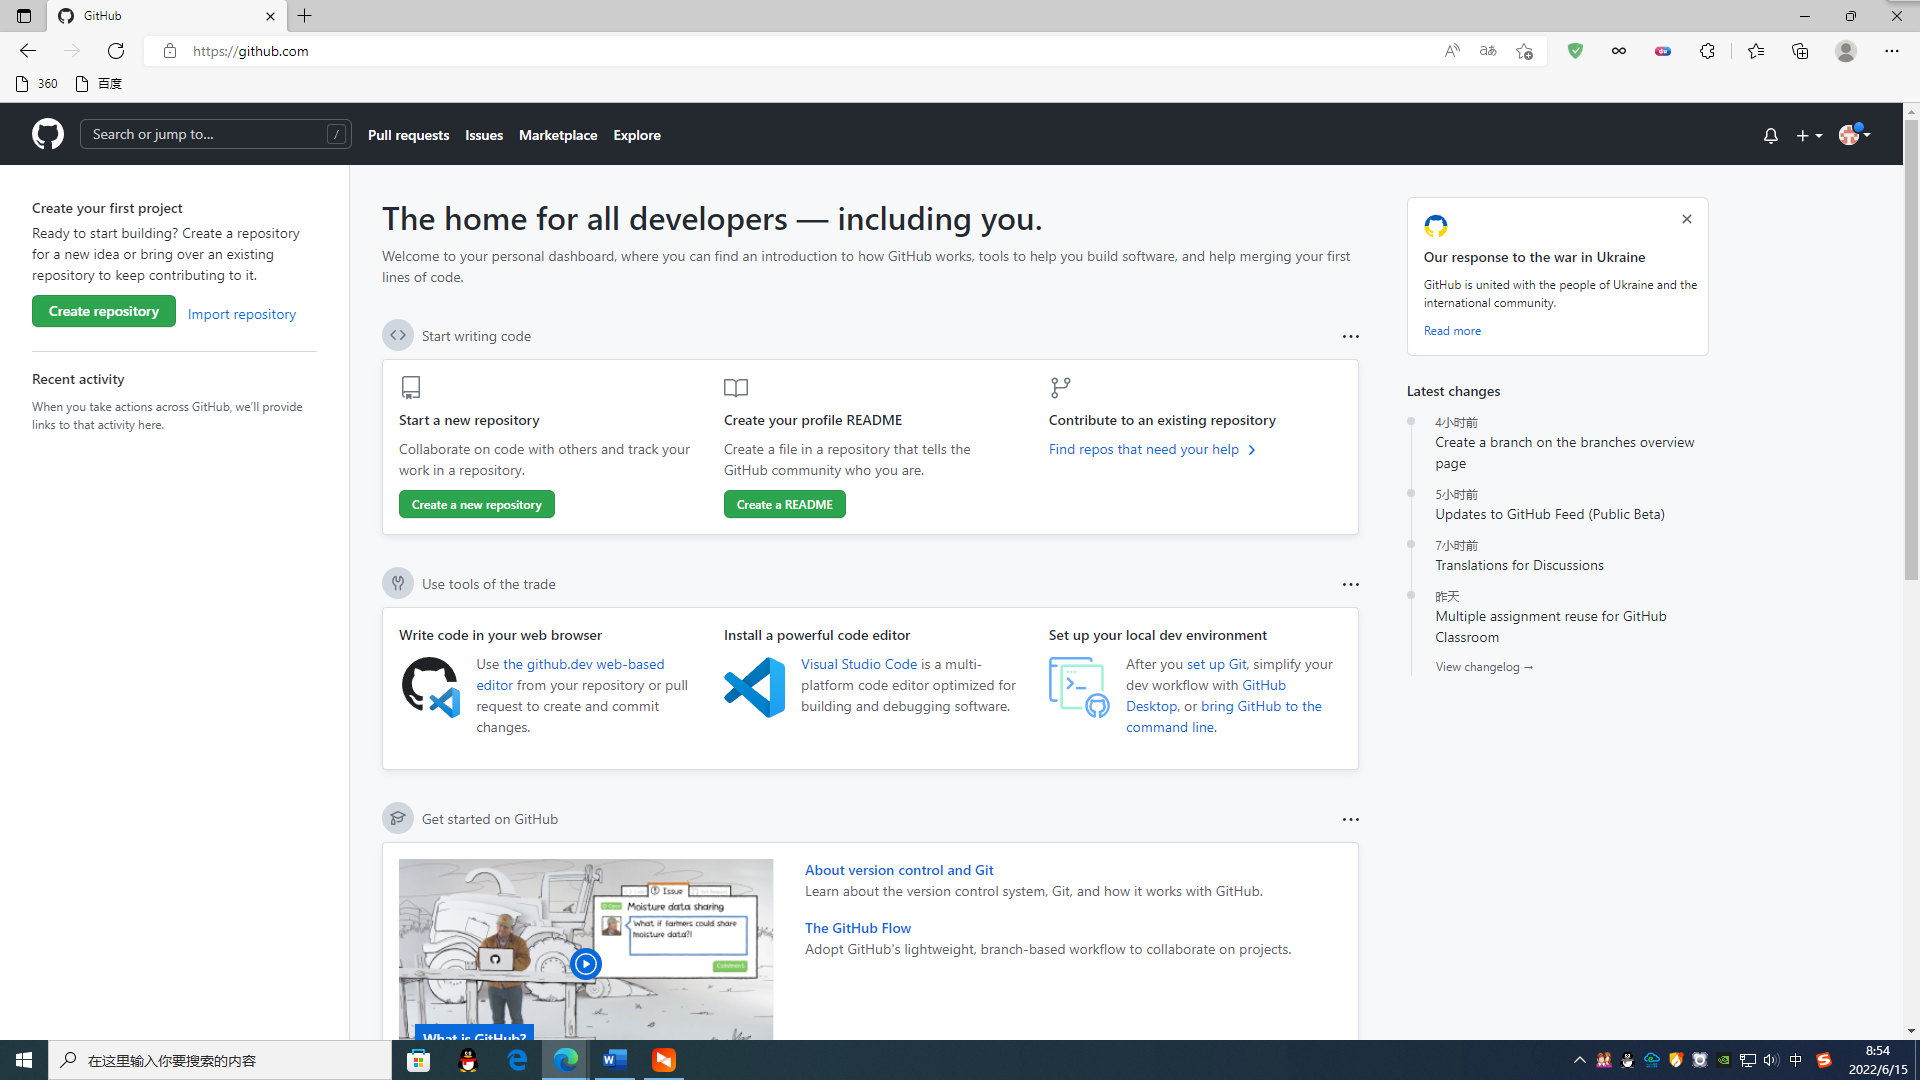 GitHub
https://github.com
360
百度
Search or jump to...
/
Pull requests
Issues
Marketplace
Explore
Create your first project
Ready to start building? Create a repository
for a new idea or bring over an existing
repository to keep contributing to it.
Create repository
Import repository
Recent activity
When you take actions across GitHub, we'll provide
links to that activity here.
The home for all developers — including you.
Welcome to your personal dashboard, where you can find an introduction to how GitHub works, tools to help you build software, and help merging your first
lines of code.
Start writing code
Start a new repository
Collaborate on code with others and track your
work in a repository.
Create a new repository
Create your profile README
Create a file in a repository that tells the
GitHub community who you are.
Create a README
Contribute to an existing repository
Find repos that need your help
Use tools of the trade
Write code in your web browser
Use the github.dev web-based
editor from your repository or pull
request to create and commit
changes.
Install a powerful code editor
Visual Studio Code is a multi-
platform code editor optimized for
building and debugging software.
Set up your local dev environment
After you set up Git, simplify your
dev workflow with GitHub
Desktop, or bring GitHub to the
command line.
Get started on GitHub
Issue
Moisture data sharing
What if farmers could share
moisture data?!
Comment
What is GitHub?
About version control and Git
Learn about the version control system, Git, and how it works with GitHub.
The GitHub Flow
Adopt GitHub's lightweight, branch-based workflow to collaborate on projects.
Our response to the war in Ukraine
GitHub is united with the people of Ukraine and the
international community.
Read more
Latest changes
4小时前
Create a branch on the branches overview
page
5小时前
Updates to GitHub Feed (Public Beta)
7小时前
Translations for Discussions
昨天
Multiple assignment reuse for GitHub
Classroom
View changelog →
在这里输入你要搜索的内容
中
8:54
2022/6/15